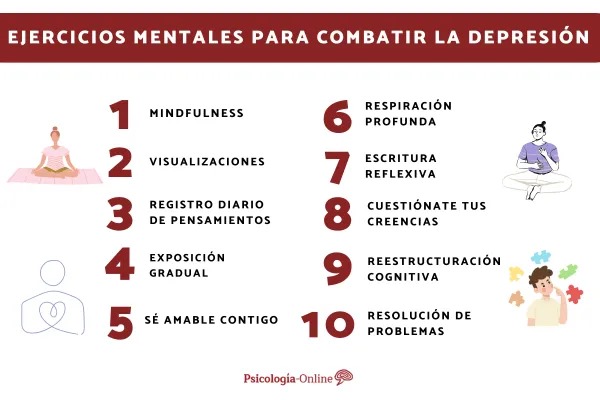 EJERCICIOS MENTALES PARA COMBATIR LA DEPRESIÓN
1 MINDFULNESS
2 VISUALIZACIONES
3 REGISTRO DIARIO
DE PENSAMIENTOS
4 EXPOSICIÓN
GRADUAL
5 SÉ AMABLE CONTIGO
6 RESPIRACIÓN
PROFUNDA
7 ESCRITURA
REFLEXIVA
8 CUESTIÓNATE TUS
CREENCIAS
9 REESTRUCTURACIÓN
COGNITIVA
10 RESOLUCIÓN DE
PROBLEMAS
Psicología-Online